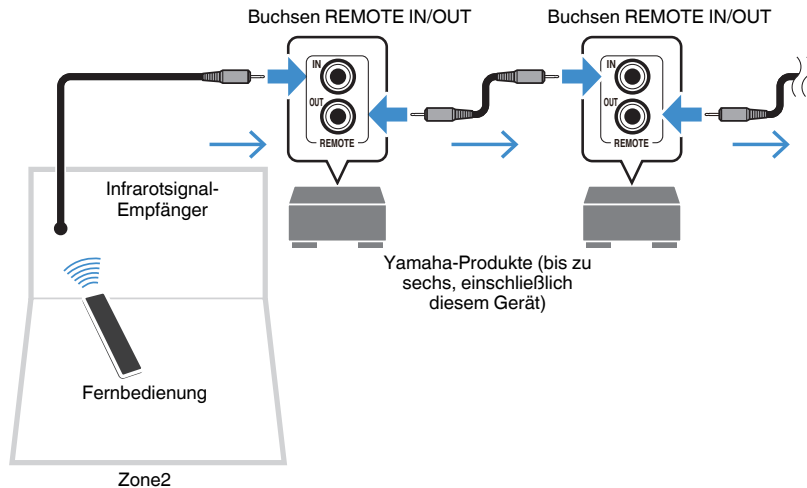 Buchsen REMOTE IN/OUT
Buchsen REMOTE IN/OUT
IN
OUT
REMOTE
IN
OUT
REMOTE
Infrarotsignal-
Empfänger
Yamaha-Produkte (bis zu
sechs, einschließlich
diesem Gerät)
Fernbedienung
Zone2